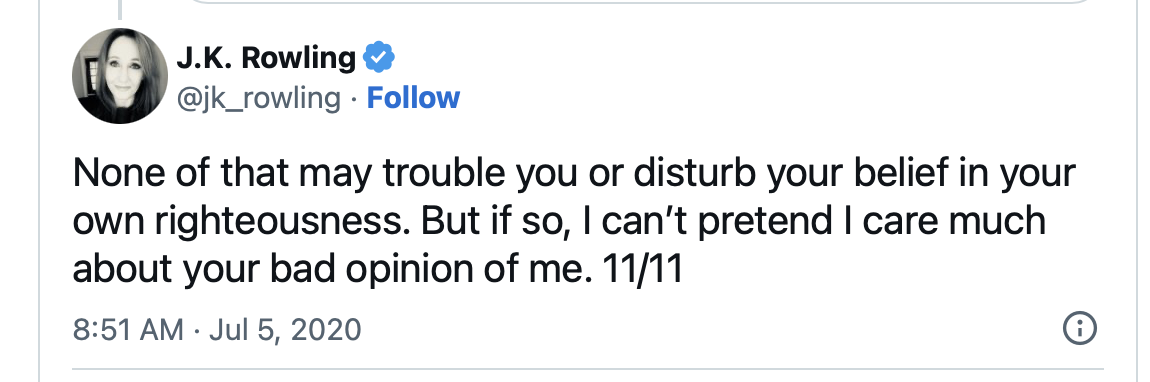 J.K. Rowling
@jk_rowling · Follow
None of that may trouble you or disturb your belief in your
own righteousness. But if so, I can’t pretend I care much
about your bad opinion of me. 11/11
8:51 AM · Jul 5, 2020